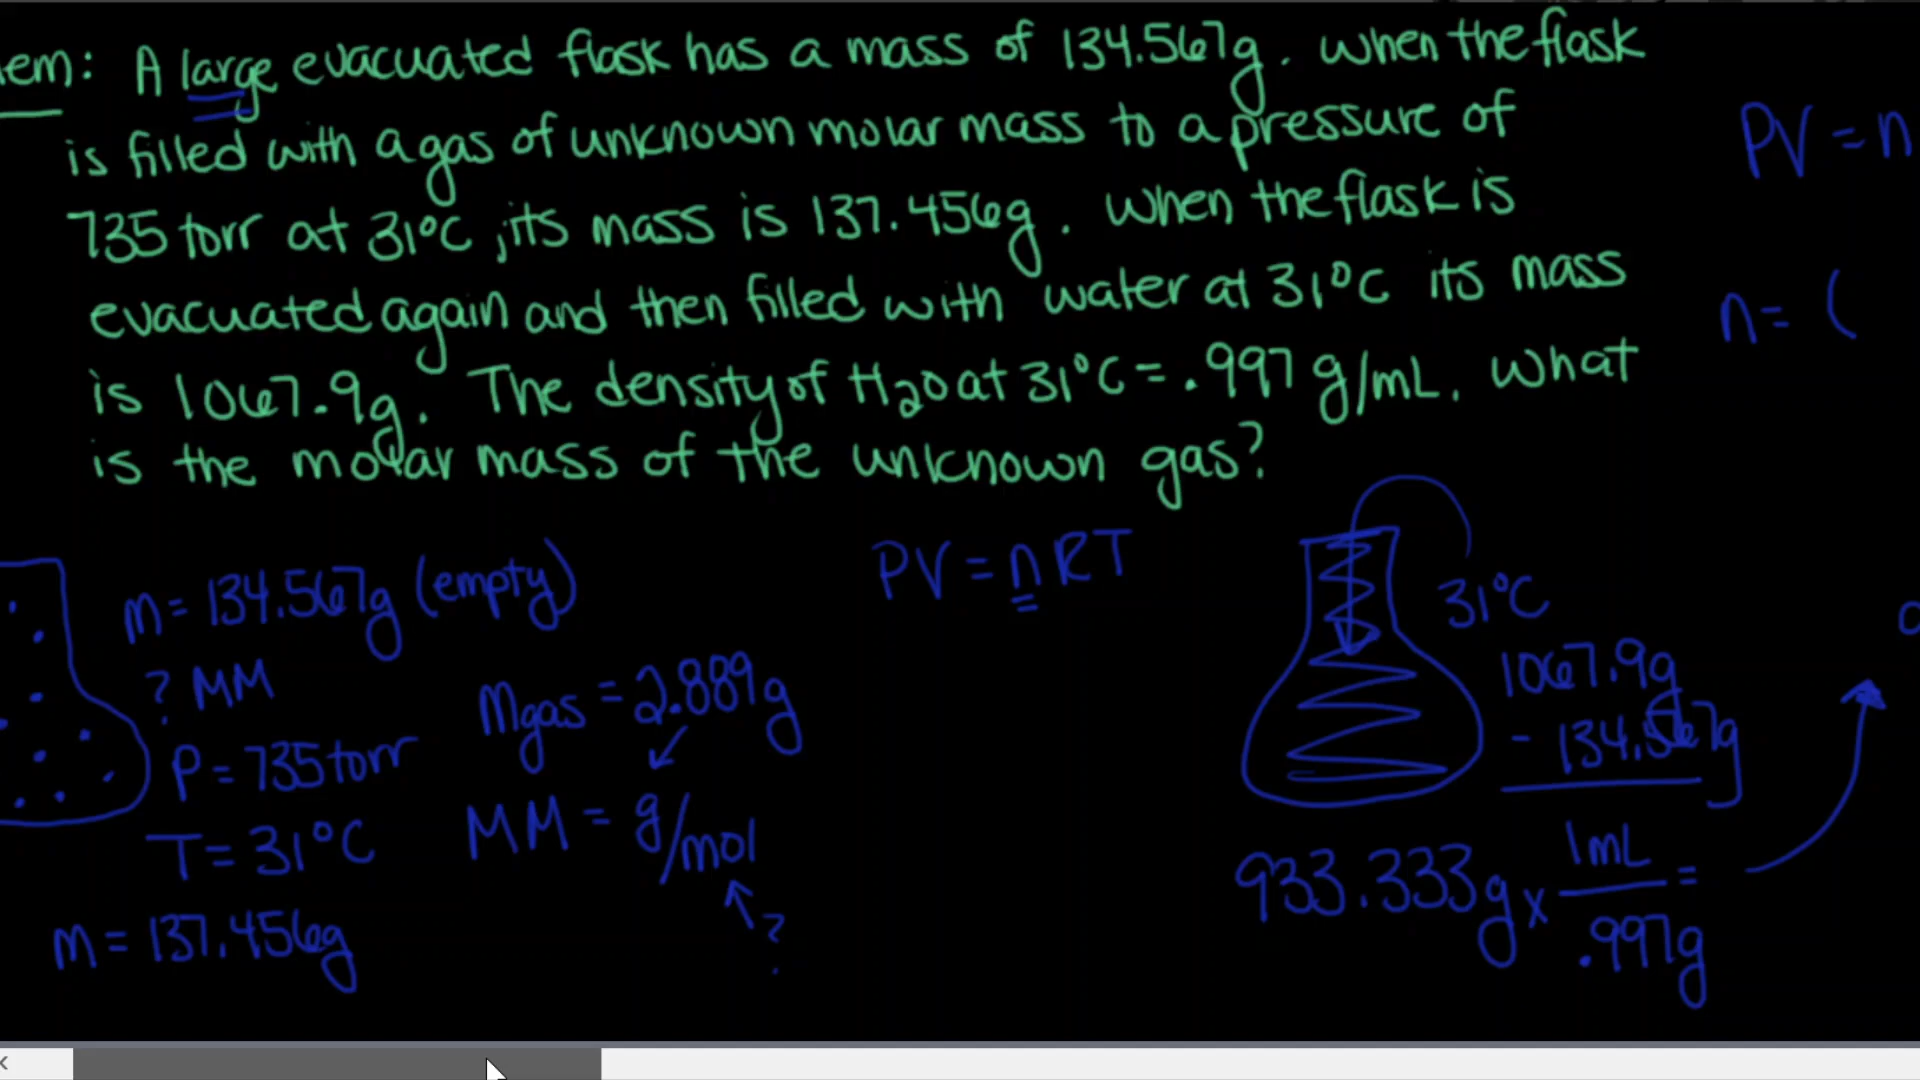 em: A large evacuated flask has a mass of 134.567g. When the flask
is filled with a gas of unknown molar mass to a pressure of
735 torr at 31°C, its mass is 137.456g. When the flask is
evacuated again and then filled with water at 31°C its mass
is 1067.9g. The density of H₂O at 31°C = .997 g/mL. What
is the molar mass of the unknown gas?
PV = n
n = (
m = 134.567g (empty)
? MM
P = 735 torr
T = 31°C
m = 137.456g
PV = nRT
Mgas = 2.889g
MM = g/mol
?
31°C
1067.9g
- 134.567g
933.333g x 1mL / .997g =